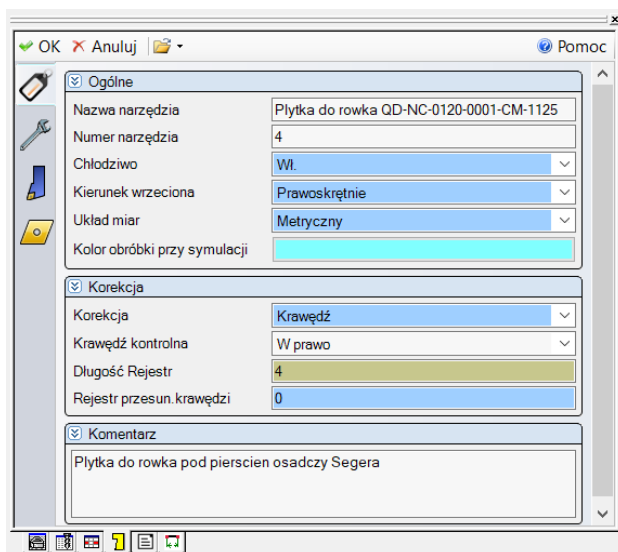 OK Anuluj Pomoc
Ogólne
Nazwa narzędzia Plytka do rowka QD-NC-0120-0001-CM-1125
Numer narzędzia 4
Chłodziwo Wł.
Kierunek wrzeciona Prawoskrętnie
Układ miar Metryczny
Kolor obróbki przy symulacji
Korekcja
Korekcja Krawędź
Krawędź kontrolna W prawo
Długość Rejestr 4
Rejestr przesun.krawędzi 0
Komentarz
Plytka do rowka pod pierscien osadczy Segera